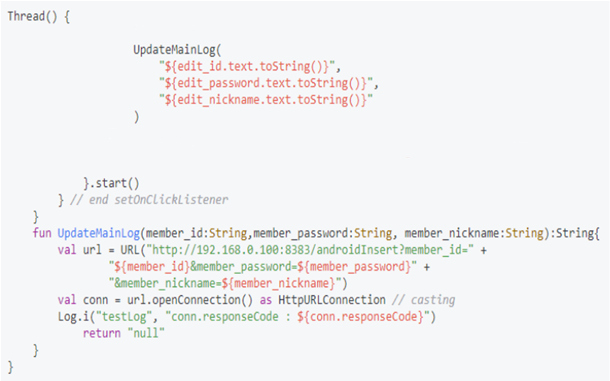 Thread() {
UpdateMainLog(
"${edit_id.text.toString()}",
"${edit_password.text.toString()}",
"${edit_nickname.text.toString()}"
)
}.start()
} // end setOnClickListener
}
fun UpdateMainLog(member_id:String,member_password:String, member_nickname:String):String{
val url = URL("http://192.168.0.100:8383/androidInsert?member_id=" +
"${member_id}&member_password=${member_password}" +
"&member_nickname=${member_nickname}")
val conn = url.openConnection() as HttpURLConnection // casting
Log.i("testLog", "conn.responseCode : ${conn.responseCode}")
return "null"
}
}